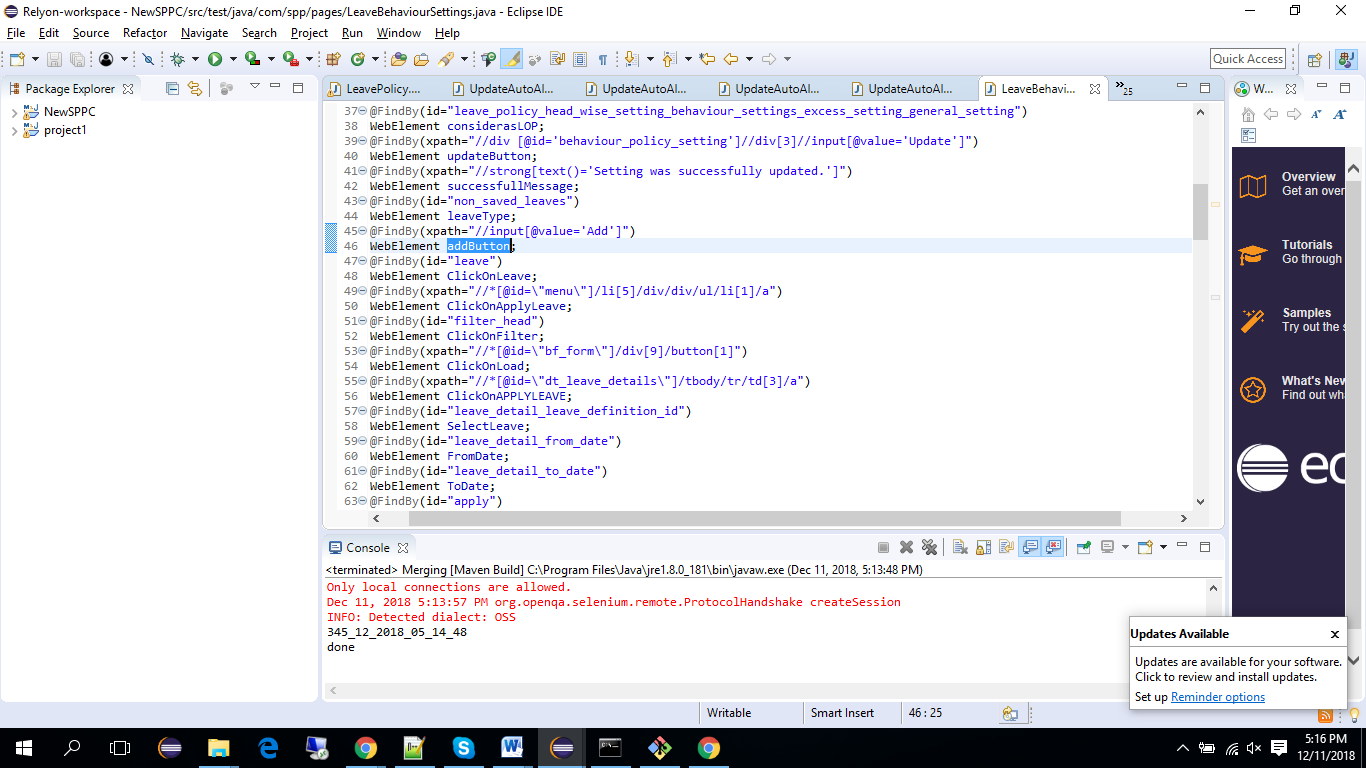 Relyon-workspace - NewSPPC/src/test/java/com/spp/pages/LeaveBehaviourSettings.java - Eclipse IDE
File Edit Source Refactor Navigate Search Project Run Window Help
Quick Access
Package Explorer
NewSPPC
project1
LeavePolicy.... UpdateAutoAl... UpdateAutoAl... UpdateAutoAl... UpdateAutoAl... LeaveBehavi... »25
37 @FindBy(id="leave_policy_head_wise_setting_behaviour_settings_excess_setting_general_setting")
38 WebElement considerasLOP;
39 @FindBy(xpath="//div [@id='behaviour_policy_setting']//div[3]//input[@value='Update']")
40 WebElement updateButton;
41 @FindBy(xpath="//strong[text()='Setting was successfully updated.']")
42 WebElement successfullMessage;
43 @FindBy(id="non_saved_leaves")
44 WebElement leaveType;
45 @FindBy(xpath="//input[@value='Add']")
46 WebElement addButton;
47 @FindBy(id="leave")
48 WebElement ClickOnLeave;
49 @FindBy(xpath="//*[@id=\"menu\"]/li[5]/div/div/ul/li[1]/a")
50 WebElement ClickOnApplyLeave;
51 @FindBy(id="filter_head")
52 WebElement ClickOnFilter;
53 @FindBy(xpath="//*[@id=\"bf_form\"]/div[9]/button[1]")
54 WebElement ClickOnLoad;
55 @FindBy(xpath="//*[@id=\"dt_leave_details\"]/tbody/tr/td[3]/a")
56 WebElement ClickOnAPPLYLEAVE;
57 @FindBy(id="leave_detail_leave_definition_id")
58 WebElement SelectLeave;
59 @FindBy(id="leave_detail_from_date")
60 WebElement FromDate;
61 @FindBy(id="leave_detail_to_date")
62 WebElement ToDate;
63 @FindBy(id="apply")
W...
Overview
Get an over
Tutorials
Go through
Samples
Try out the s
What's New
Find out wha
ec
Console
<terminated> Merging [Maven Build] C:\Program Files\Java\jre1.8.0_181\bin\javaw.exe (Dec 11, 2018, 5:13:48 PM)
Only local connections are allowed.
Dec 11, 2018 5:13:57 PM org.openqa.selenium.remote.ProtocolHandshake createSession
INFO: Detected dialect: OSS
345_12_2018_05_14_48
done
Updates Available
Updates are available for your software.
Click to review and install updates.
Set up Reminder options
Writable Smart Insert 46 : 25
5:16 PM
12/11/2018